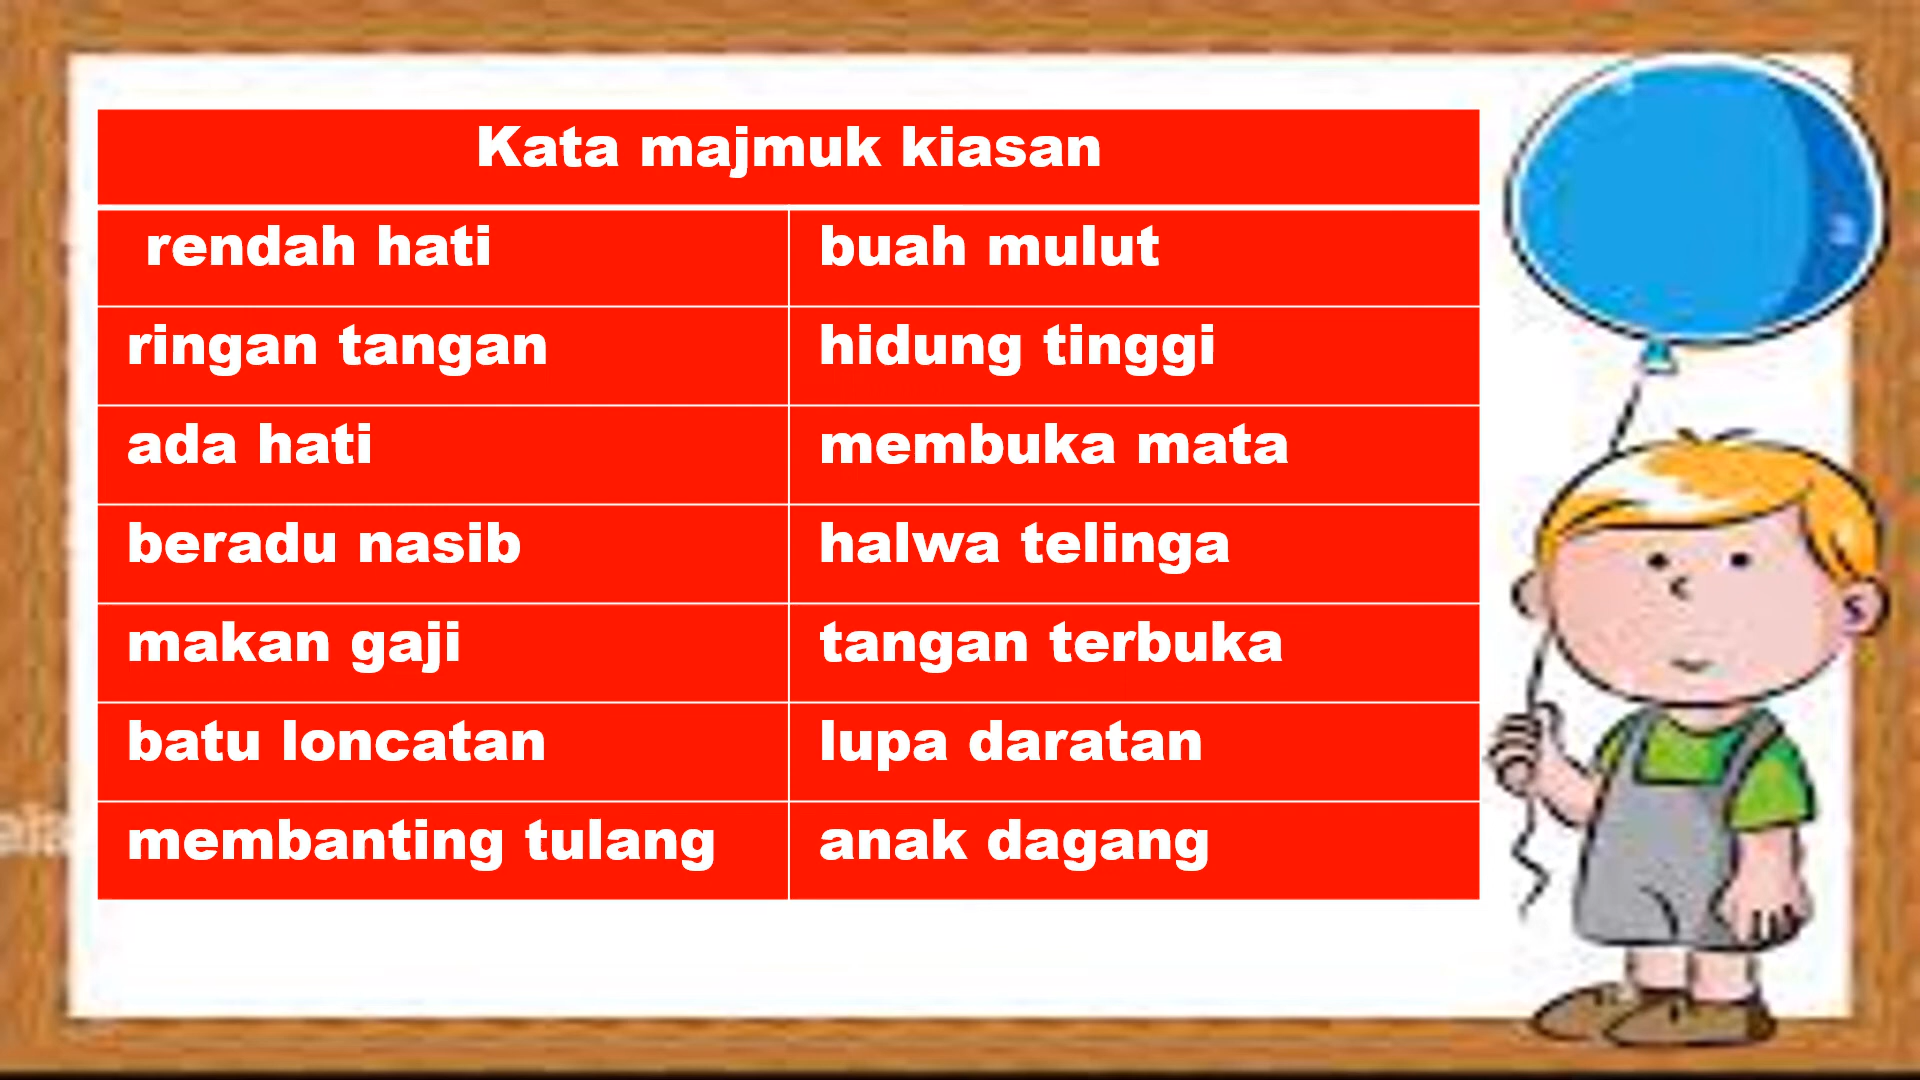 Kata majmuk kiasan
rendah hati
buah mulut
ringan tangan
hidung tinggi
ada hati
membuka mata
beradu nasib
halwa telinga
makan gaji
tangan terbuka
batu loncatan
lupa daratan
membanting tulang
anak dagang